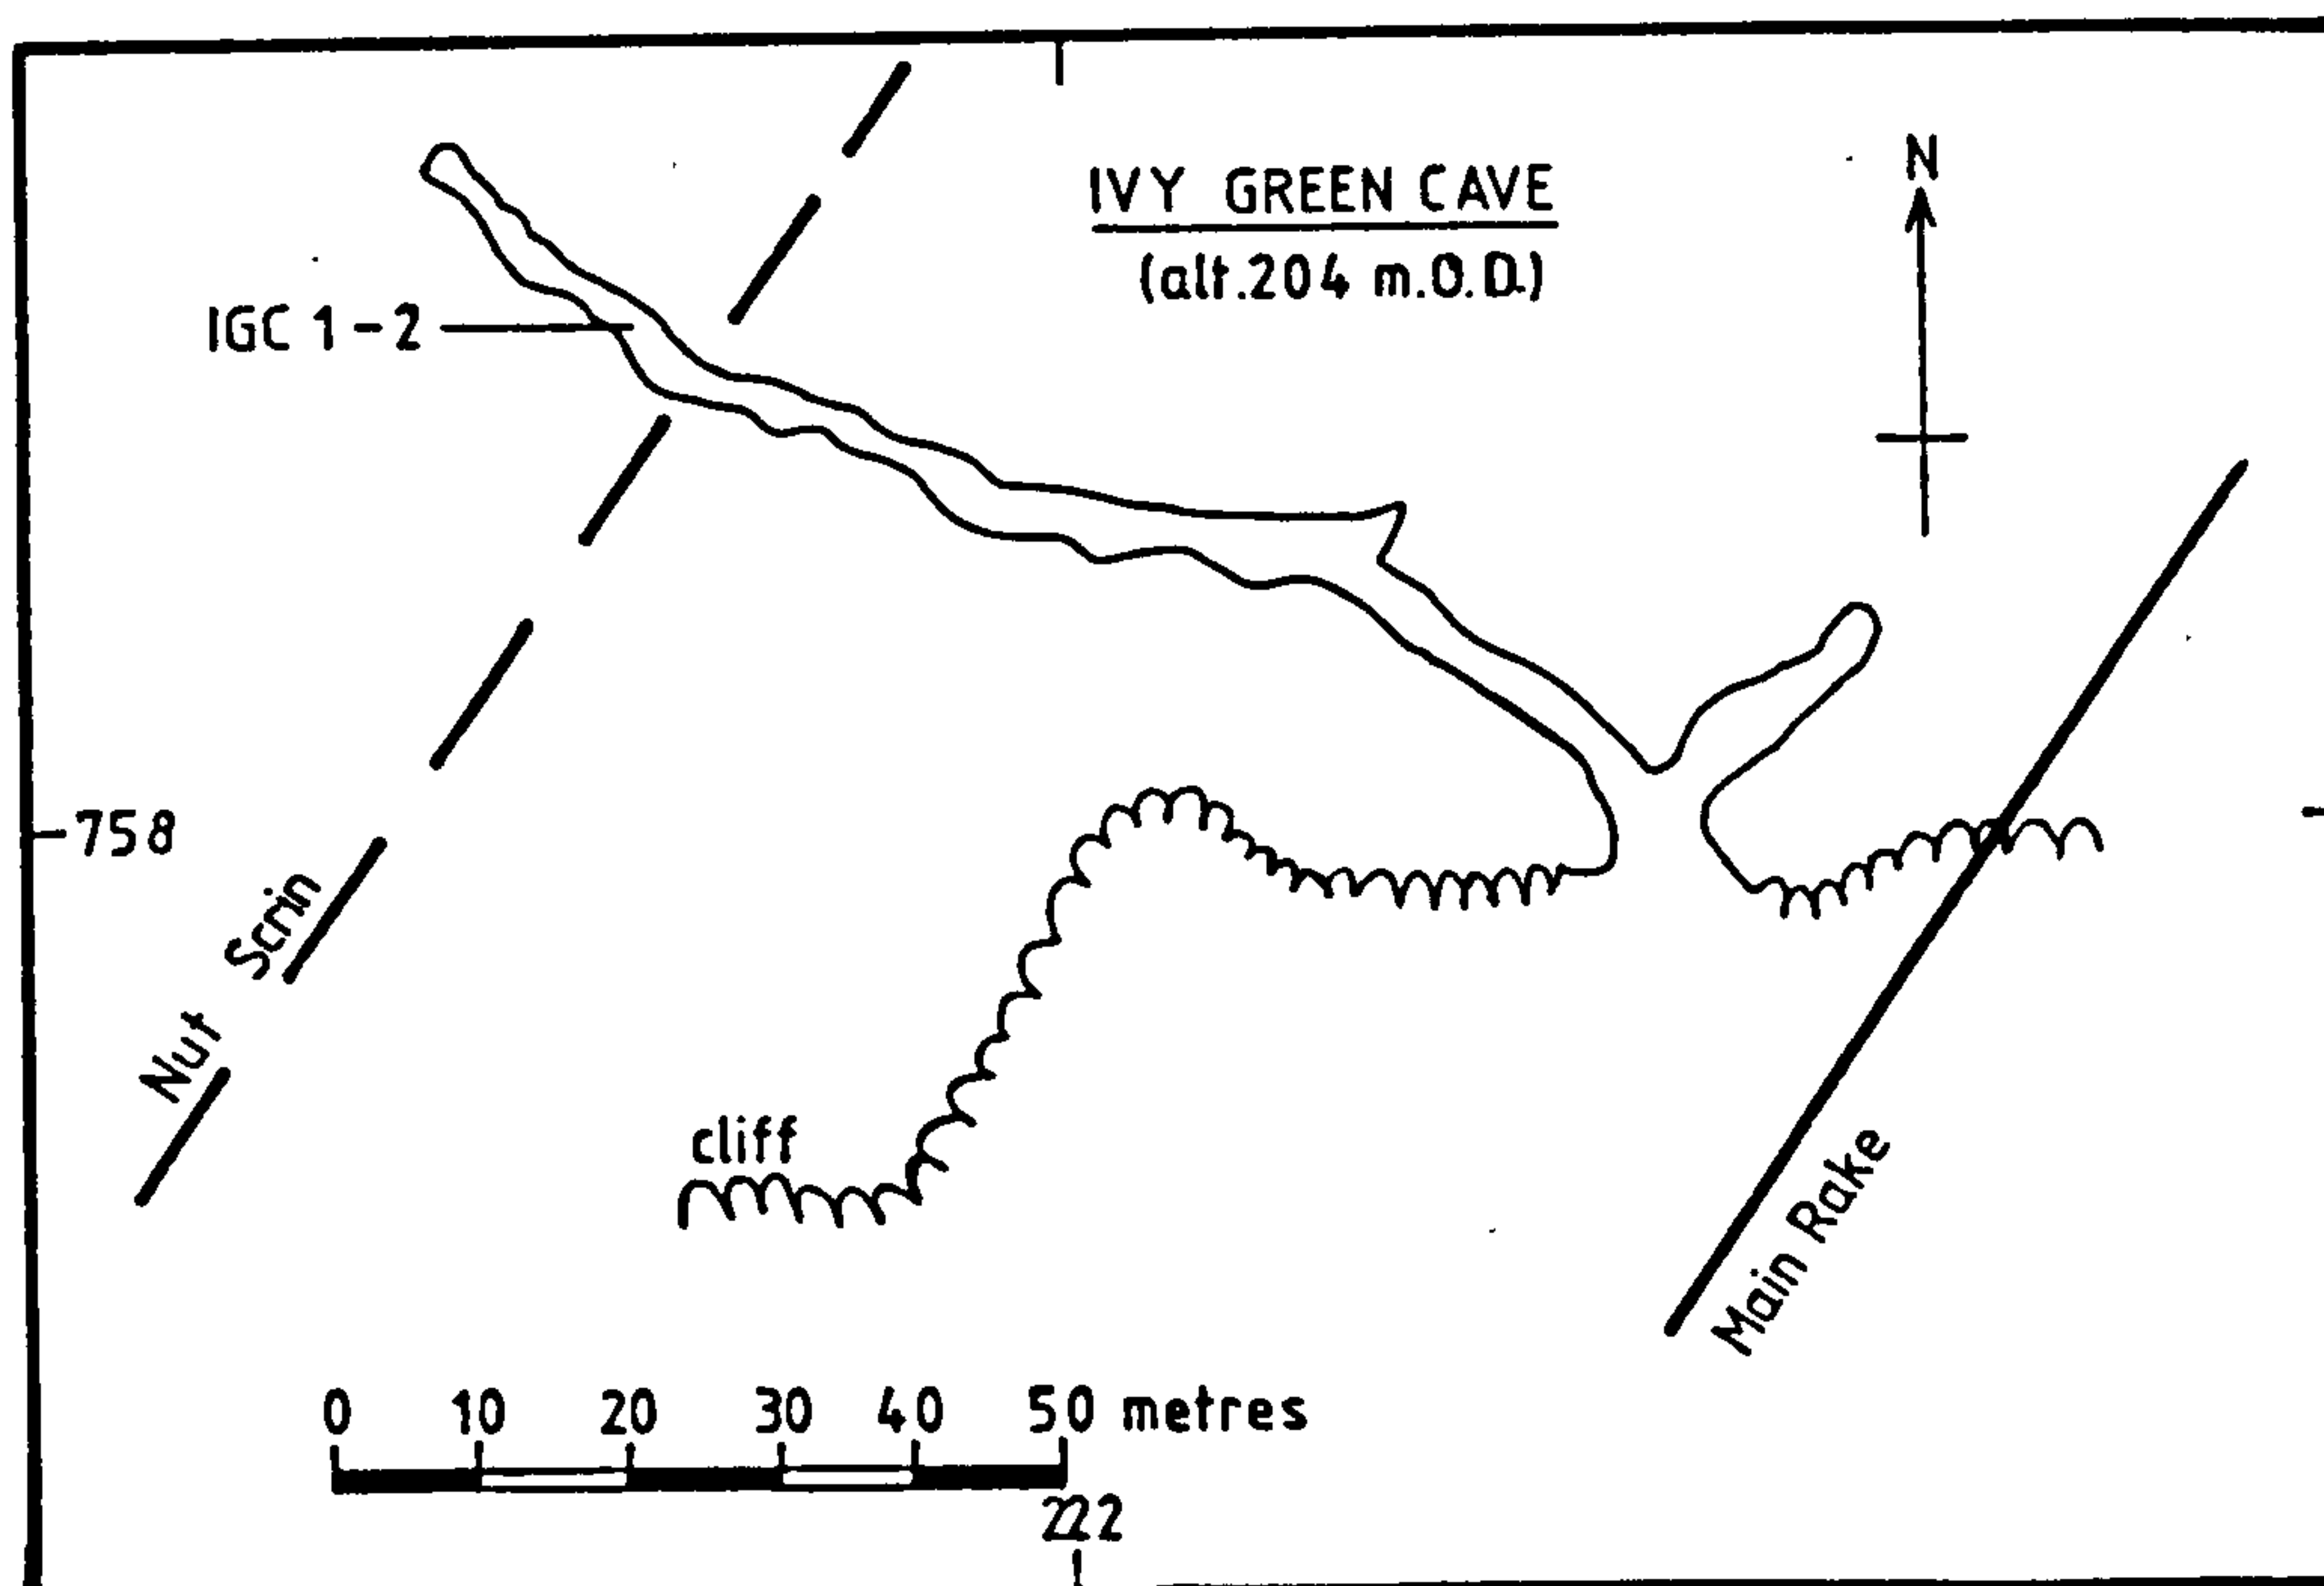 IVY GREEN CAVE
(alt.204 m.O.D.)
N
IGC 1-2
758
Nut Scrin
cliff
Main Rake
0 10 20 30 40 50 metres
222